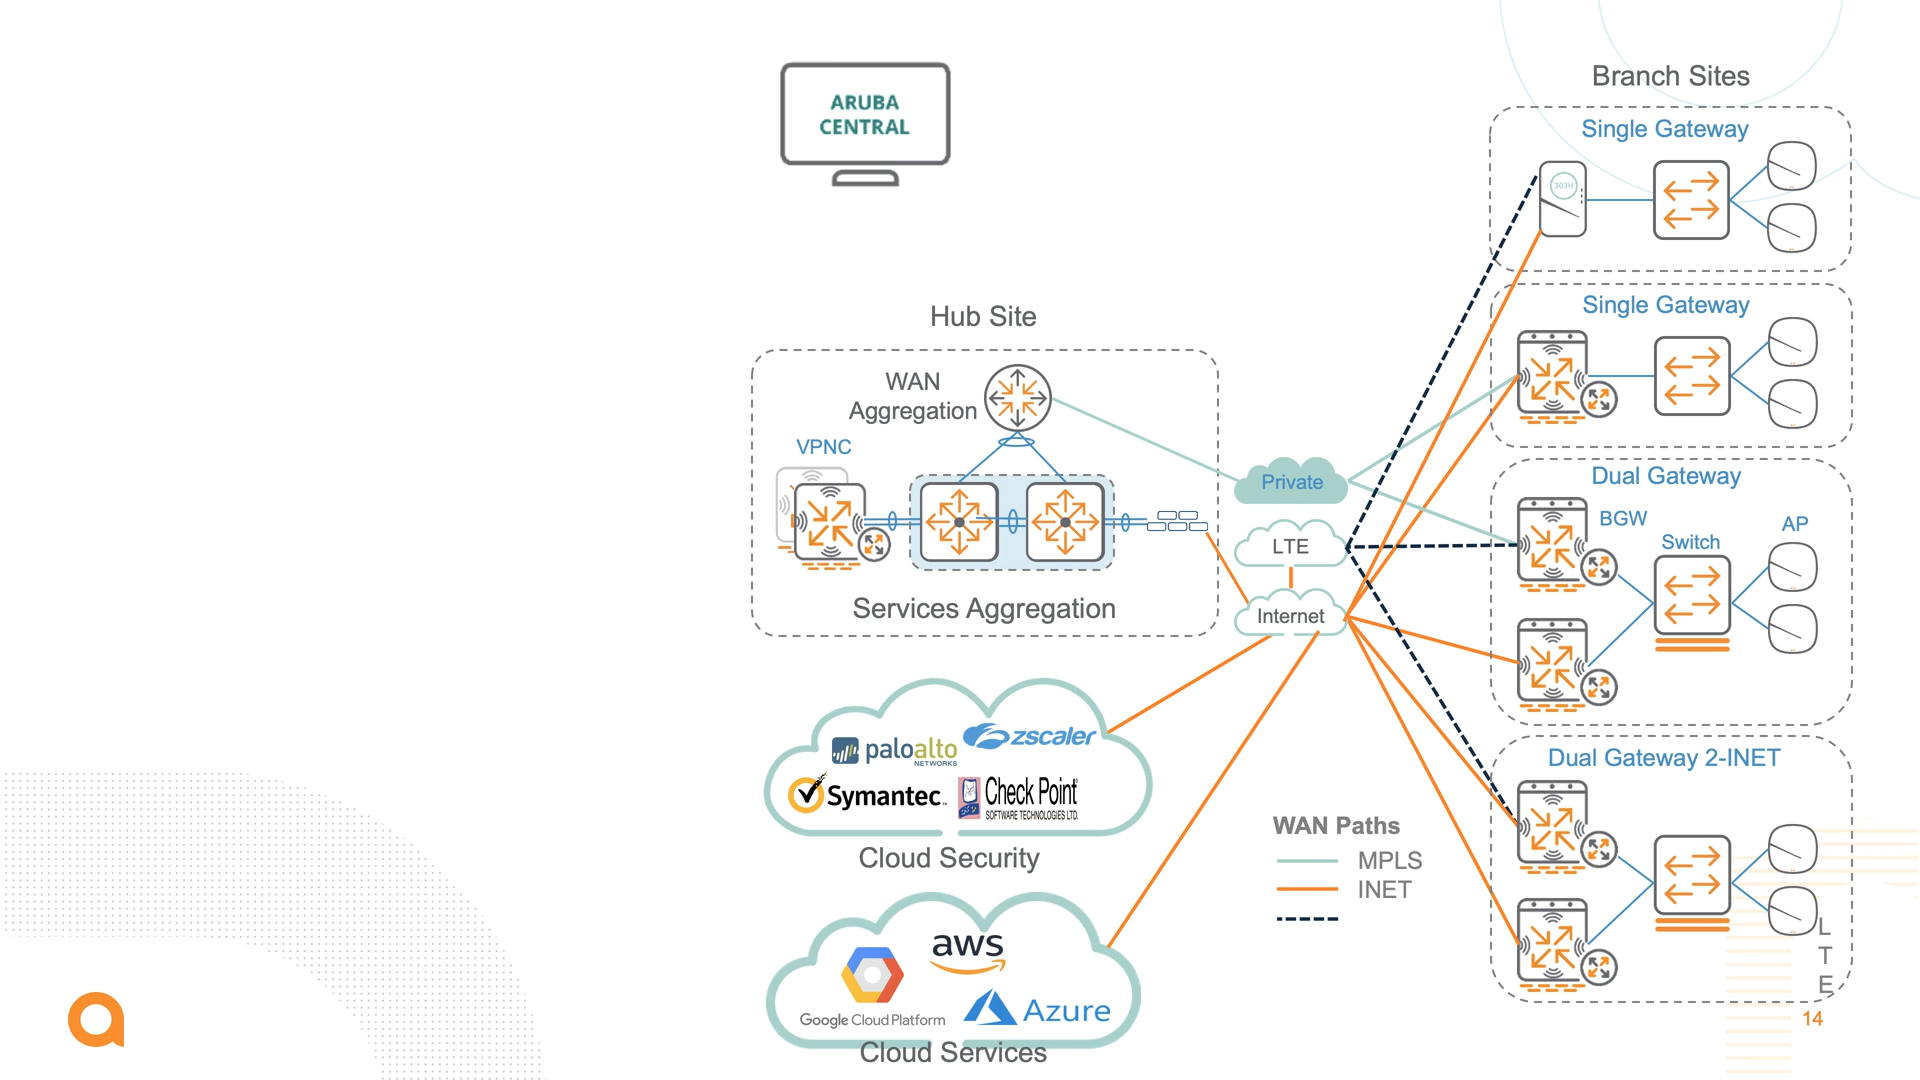 ARUBA
CENTRAL
Branch Sites
Single Gateway
303H
Single Gateway
Hub Site
WAN
Aggregation
VPNC
Services Aggregation
Private
LTE
Internet
Dual Gateway
BGW
Switch
AP
Dual Gateway 2-INET
paloalto
NETWORKS
zscaler
Symantec™
Check Point
SOFTWARE TECHNOLOGIES LTD.
Cloud Security
WAN Paths
MPLS
INET
L
T
E
aws
Google Cloud Platform
Azure
Cloud Services
14